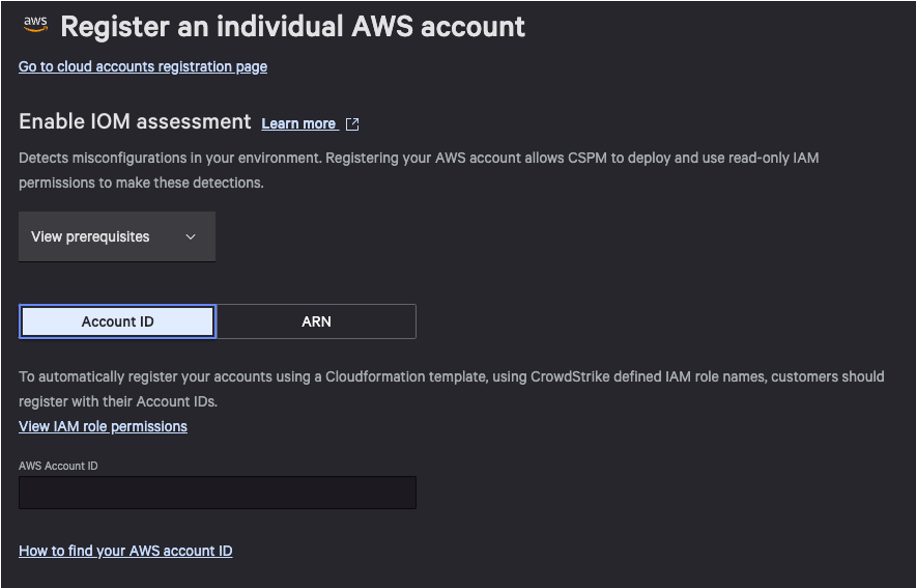 aws
Register an individual AWS account
Go to cloud accounts registration page
Enable IOM assessment Learn more
Detects misconfigurations in your environment. Registering your AWS account allows CSPM to deploy and use read-only IAM
permissions to make these detections.
View prerequisites
Account ID ARN
To automatically register your accounts using a Cloudformation template, using CrowdStrike defined IAM role names, customers should
register with their Account IDs.
View IAM role permissions
AWS Account ID
How to find your AWS account ID